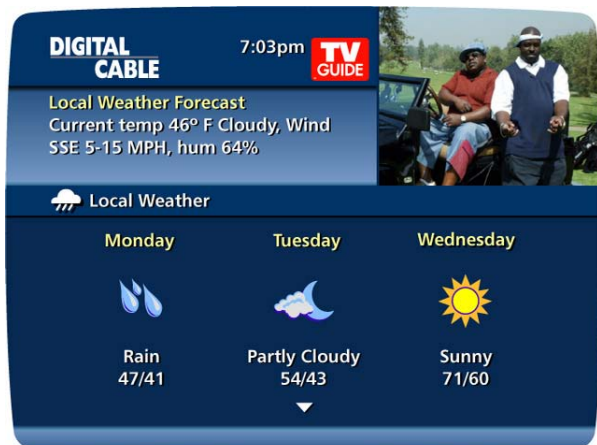 DIGITAL
CABLE
7:03pm
TV
GUIDE
Local Weather Forecast
Current temp 46º F Cloudy, Wind
SSE 5-15 MPH, hum 64%
Local Weather
Monday
Tuesday
Wednesday
Rain
Partly Cloudy
Sunny
47/41
54/43
71/60